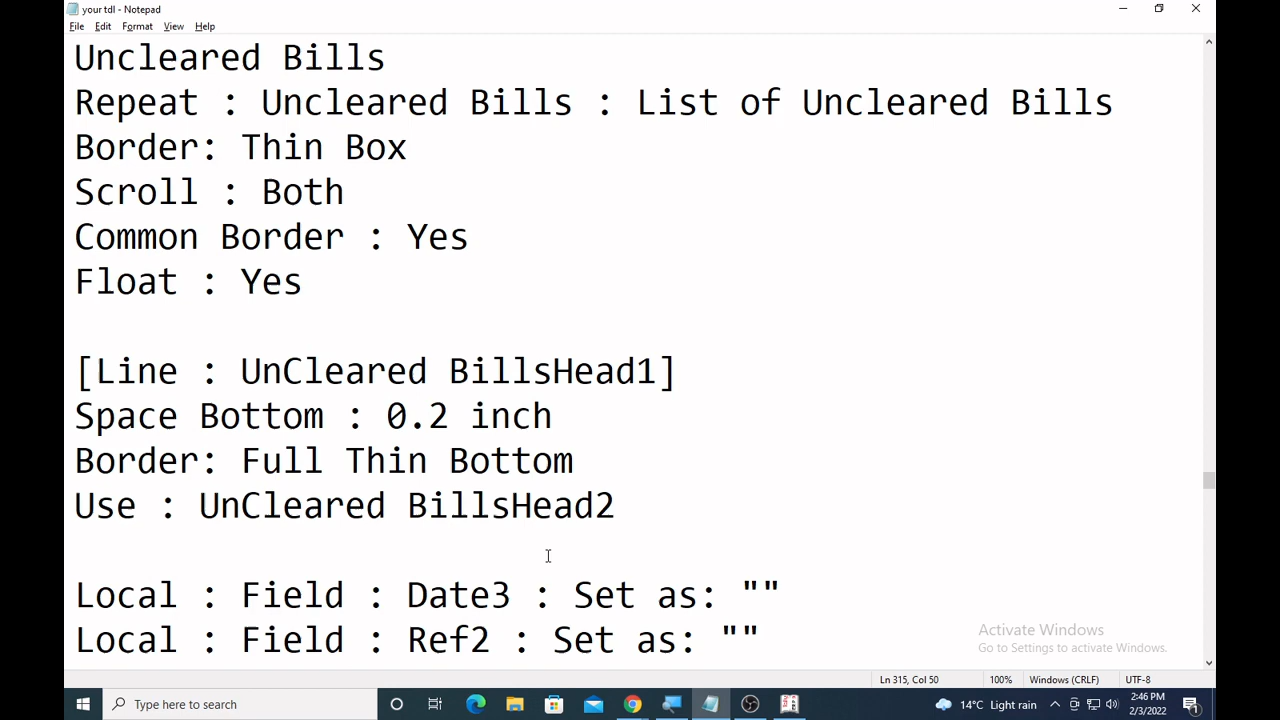 your tdl - Notepad
File Edit Format View Help
Uncleared Bills
Repeat : Uncleared Bills : List of Uncleared Bills
Border: Thin Box
Scroll : Both
Common Border : Yes
Float : Yes
[Line : UnCleared BillsHead1]
Space Bottom : 0.2 inch
Border: Full Thin Bottom
Use : UnCleared BillsHead2
Local : Field : Date3 : Set as: ""
Local : Field : Ref2 : Set as: ""
Activate Windows
Go to Settings to activate Windows.
Ln 315, Col 50 100% Windows (CRLF) UTF-8
Type here to search
14°C Light rain
2:46 PM
2/3/2022
1